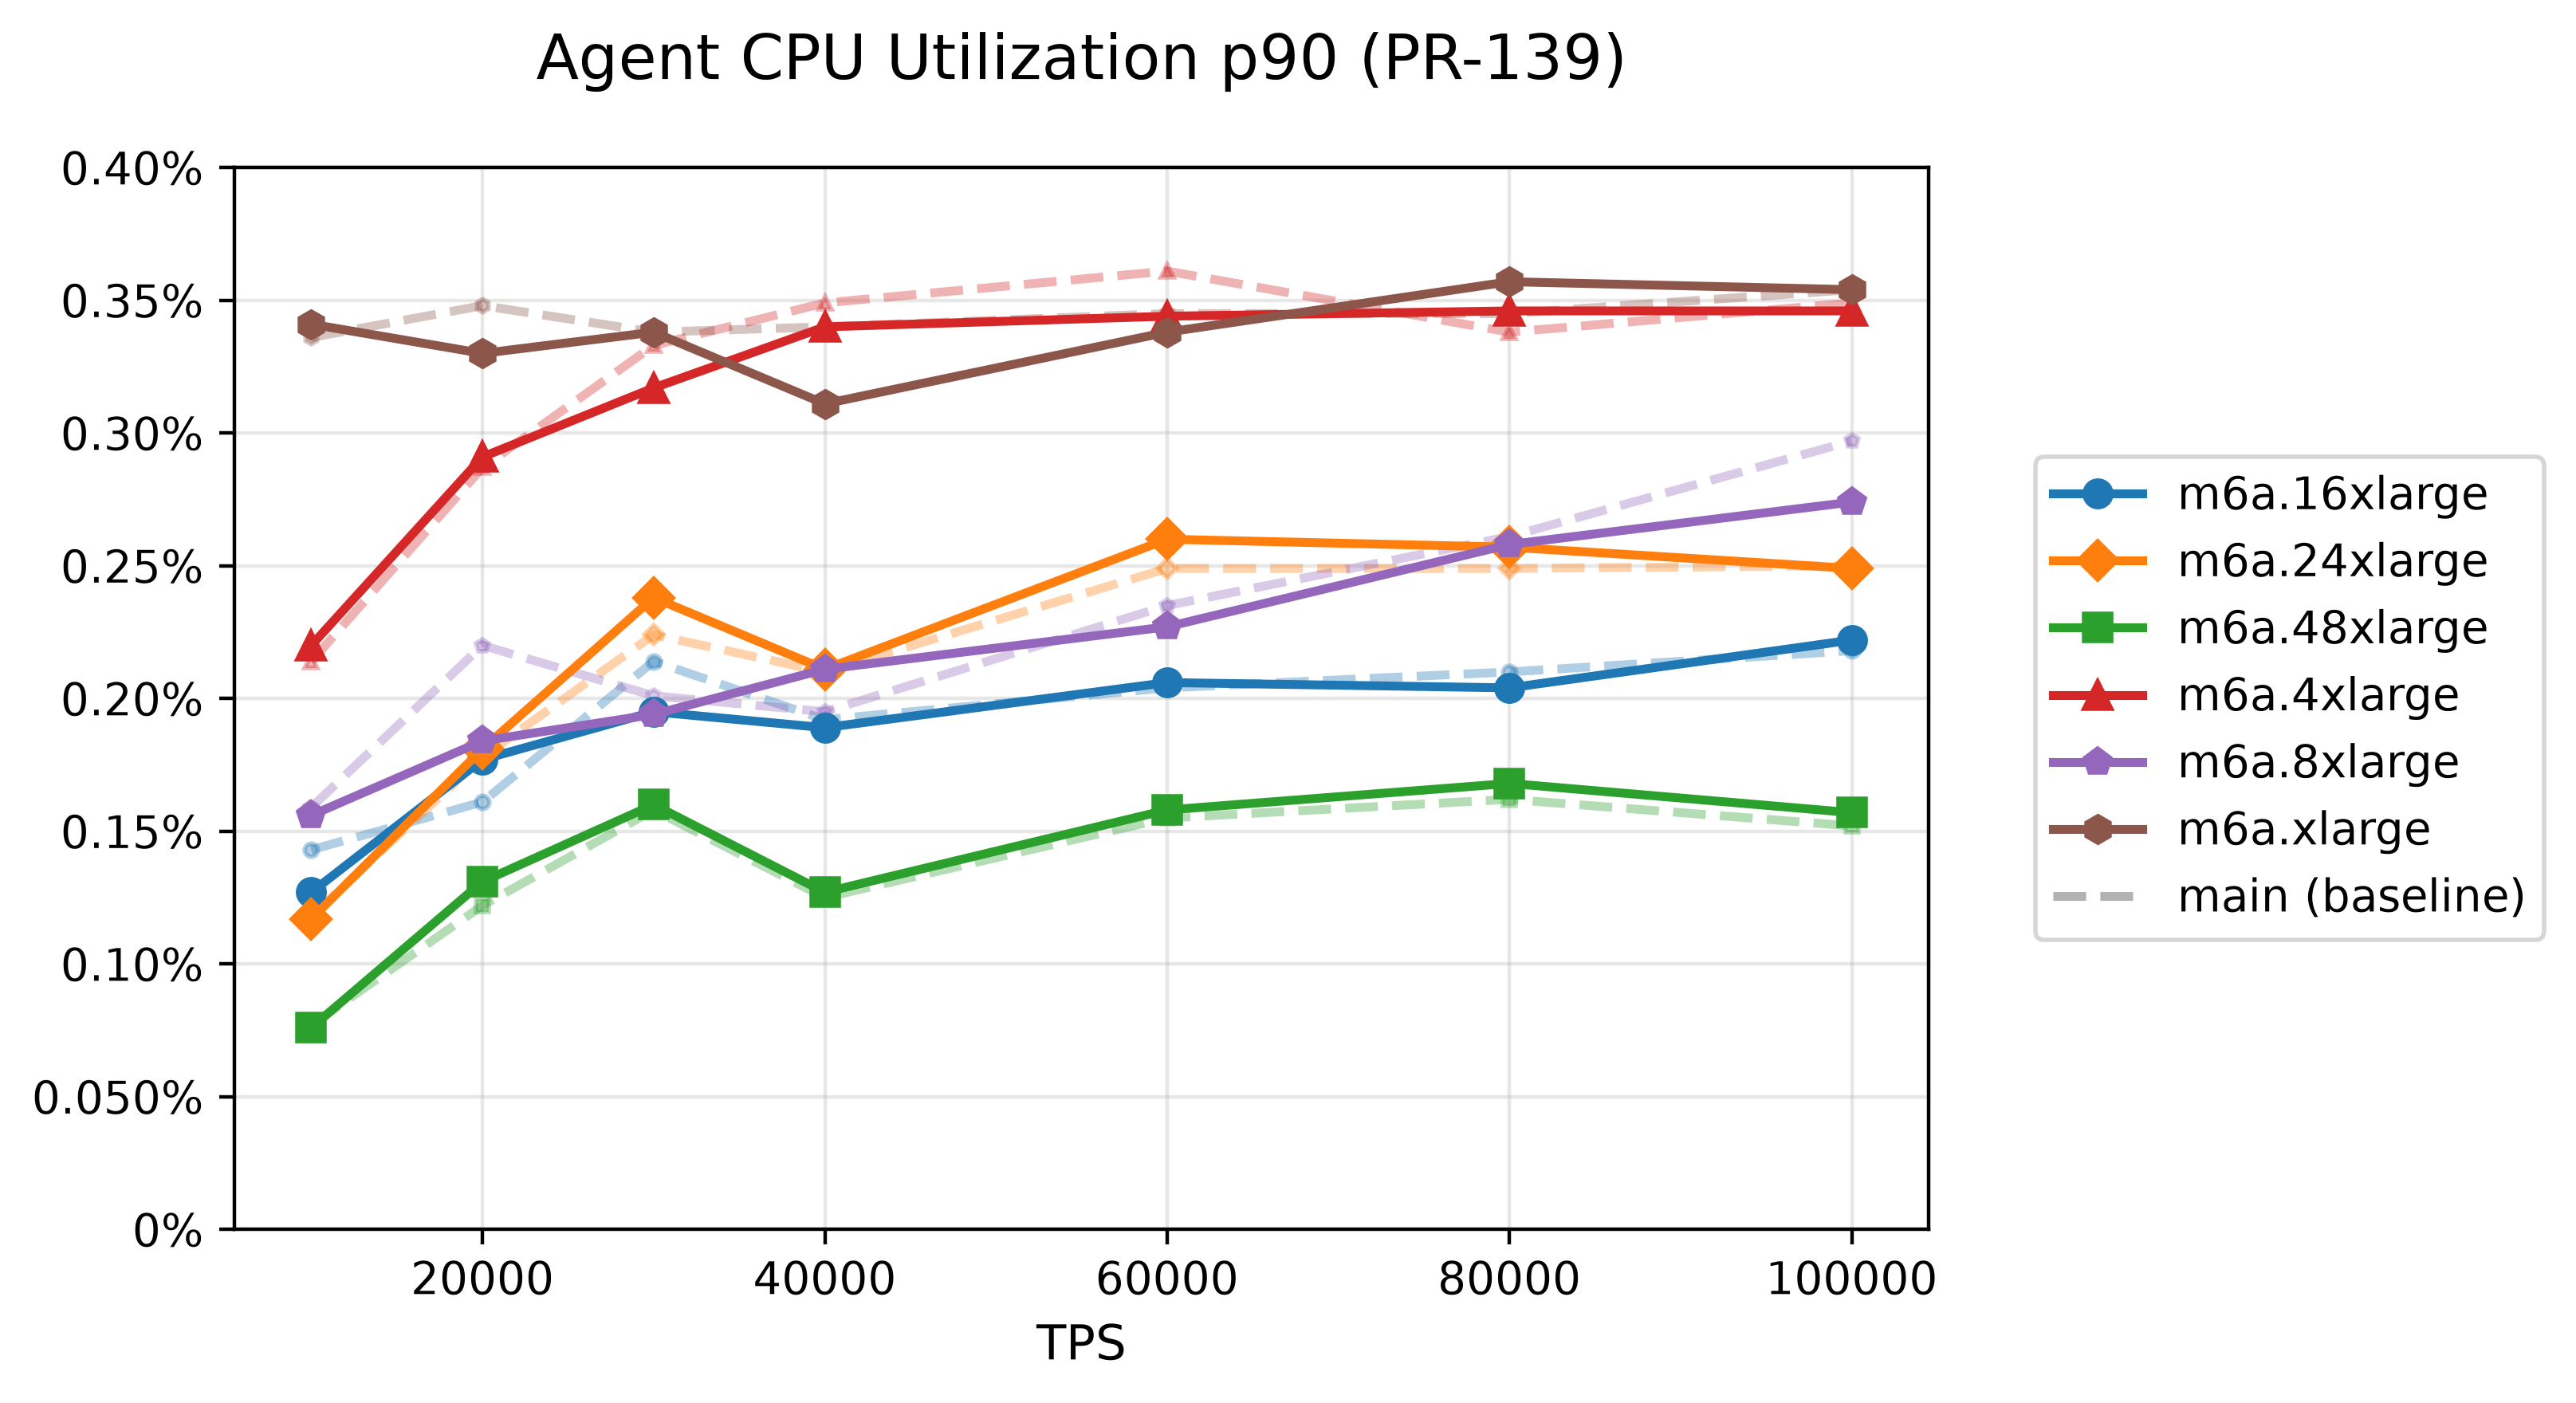 Agent CPU Utilization p90 (PR-139)
0.40%
0.35%
0.30%
0.25%
0.20%
0.15%
0.10%
0.050%
0%
20000 40000 60000 80000 100000
TPS
m6a.16xlarge
m6a.24xlarge
m6a.48xlarge
m6a.4xlarge
m6a.8xlarge
m6a.xlarge
main (baseline)